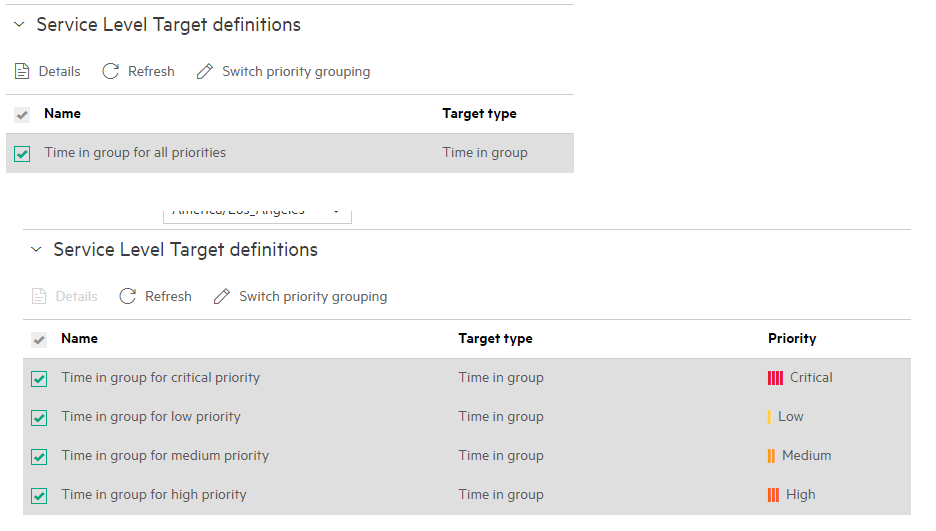 Service Level Target definitions
Details Refresh Switch priority grouping
Name Target type
Time in group for all priorities Time in group
America/Los_Angeles
Service Level Target definitions
Details Refresh Switch priority grouping
Name Target type Priority
Time in group for critical priority Time in group Critical
Time in group for low priority Time in group Low
Time in group for medium priority Time in group Medium
Time in group for high priority Time in group High